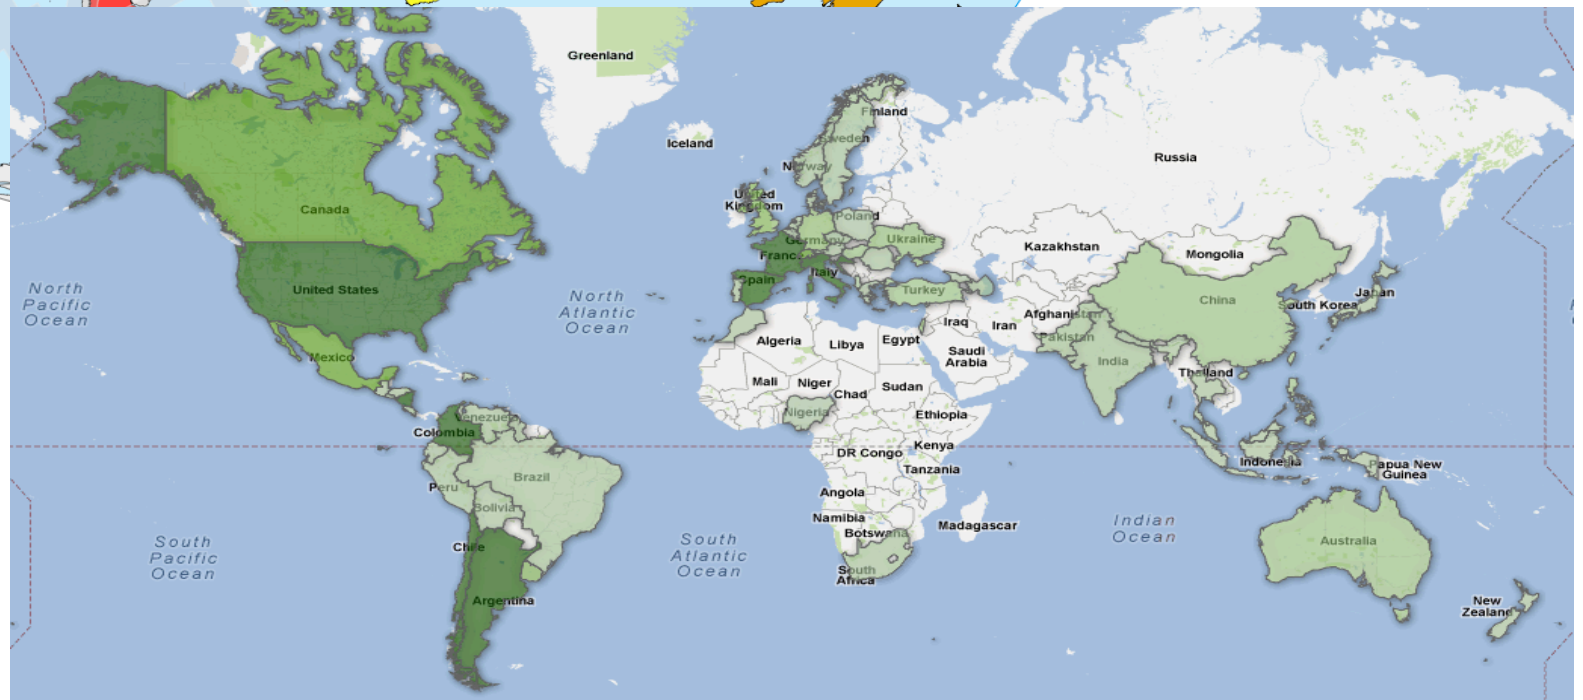 Greenland
Iceland
Finland
Sweden
Norway
Russia
United
Kingdom
Poland
Germany
Ukraine
France
Italy
Spain
Turkey
Kazakhstan
Mongolia
China
South Korea
Japan
Canada
United States
Mexico
North
Pacific
Ocean
North
Atlantic
Ocean
Algeria
Libya
Egypt
Iraq
Iran
Afghanistan
Pakistan
Saudi
Arabia
India
Thailand
Mali
Niger
Chad
Sudan
Nigeria
Ethiopia
Venezuela
Colombia
DR Congo
Kenya
Tanzania
Indonesia
Papua New
Guinea
Brazil
Peru
Bolivia
Angola
Namibia
Botswana
Madagascar
Indian
Ocean
South
Pacific
Ocean
South
Atlantic
Ocean
Chile
Argentina
South
Africa
Australia
New
Zealand